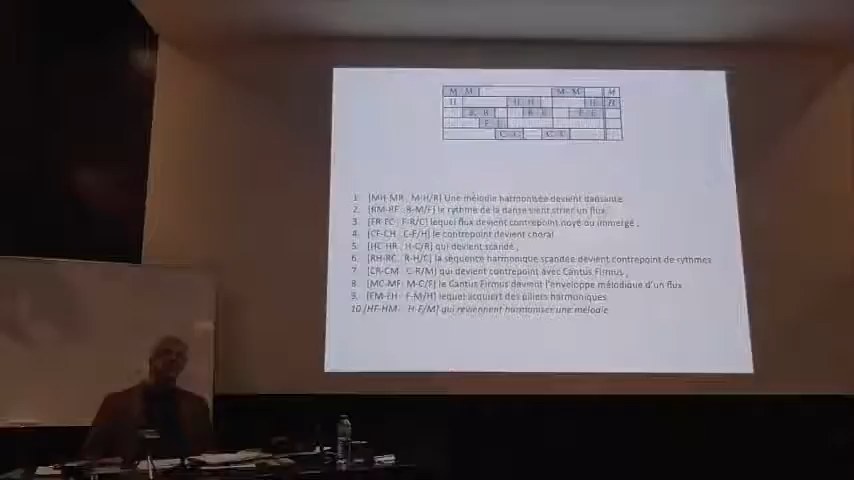 M M M M M
H H H H H
R R R R F F
F F
C C C C
1. [MH-MR : M-H/R] Une mélodie harmonisée devient dansante
2. [RM-RF : R-M/F] le rythme de la danse vient strier un flux
3. [FR-FC : F-R/C] lequel flux devient contrepoint noyé ou immergé ,
4. [CF-CH : C-F/H] le contrepoint devient choral
5. [HC-HR : H-C/R] qui devient scandé ,
6. [RH-RC : R-H/C] la séquence harmonique scandée devient contrepoint de rythmes
7. [CR-CM : C-R/M] qui devient contrepoint avec Cantus Firmus ,
8. [MC-MF : M-C/F] le Cantus Firmus devient l'enveloppe mélodique d'un flux
9. [FM-FH : F-M/H] lequel acquiert des piliers harmoniques
10. [HF-HM : H-F/M] qui reviennent harmoniser une mélodie